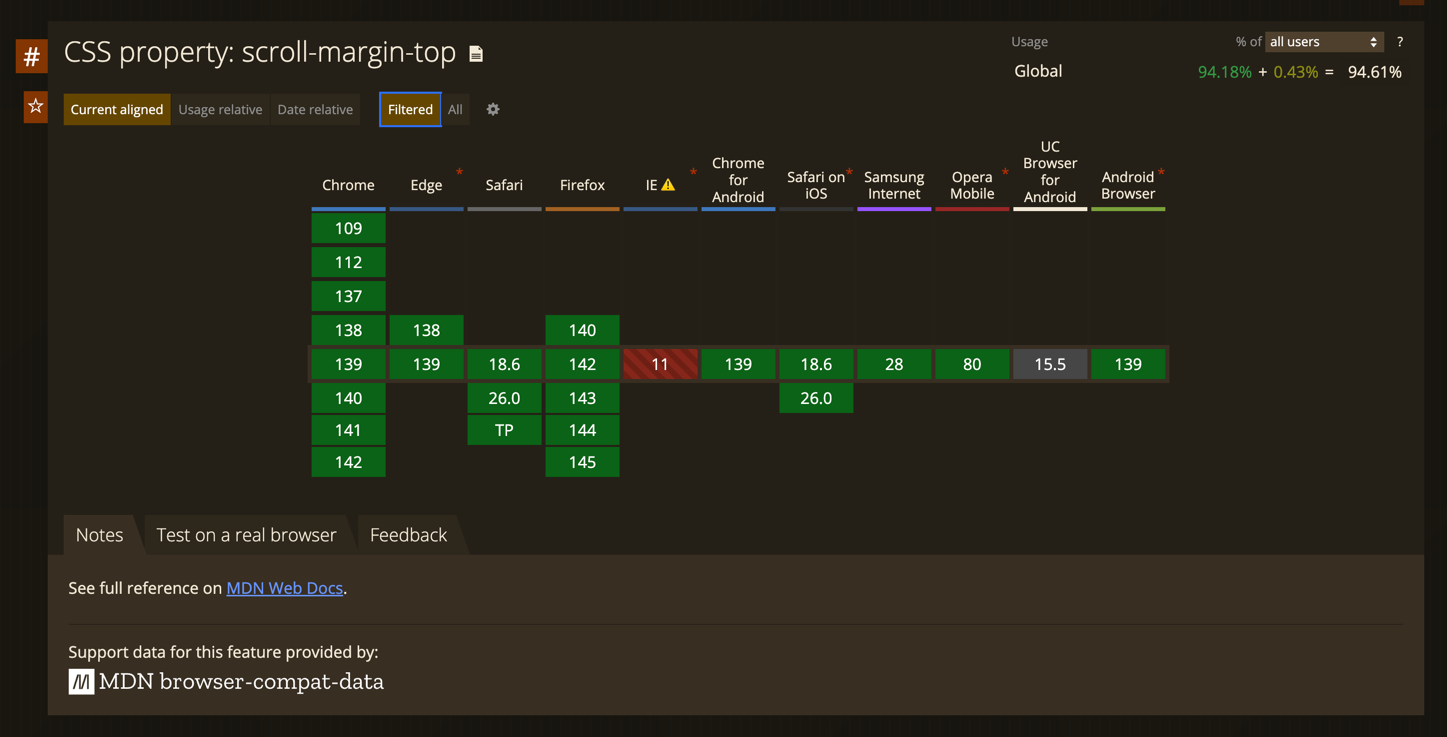 #
CSS property: scroll-margin-top
Usage % of all users ?
Global 94.18% + 0.43% = 94.61%
☆
Current aligned Usage relative Date relative Filtered All
Chrome Edge * Safari Firefox IE * Chrome for Android Safari on iOS * Samsung Internet Opera Mobile * UC Browser for Android Android Browser *
109
112
137
138 138 140
139 139 18.6 142 11 139 18.6 28 80 15.5 139
140 26.0 143 26.0
141 TP 144
142 145
Notes Test on a real browser Feedback
See full reference on MDN Web Docs.
Support data for this feature provided by:
M MDN browser-compat-data